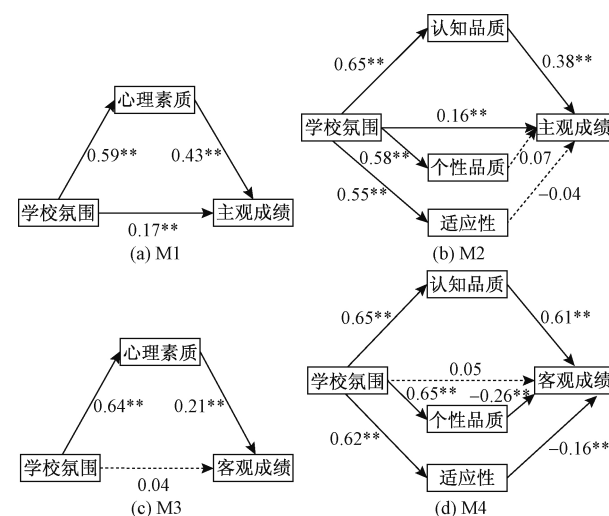 心理素质
0.59**
0.43**
学校氛围
主观成绩
0.17**
(a) M1
认知品质
0.65**
0.38**
学校氛围
0.16**
主观成绩
0.58**
0.07
个性品质
0.55**
−0.04
适应性
(b) M2
心理素质
0.64**
0.21**
学校氛围
客观成绩
0.04
(c) M3
认知品质
0.65**
0.61**
0.05
学校氛围
客观成绩
0.65**
−0.26**
个性品质
0.62**
−0.16**
适应性
(d) M4